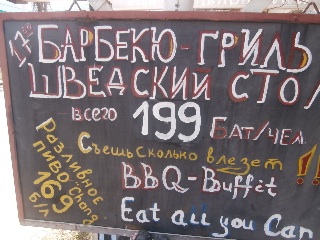 БАРБЕКЮ-ГРИЛЬ
ШВЕДСКИЙ СТОЛ
всего 199 БАТ/ЧЕЛ
Съешь сколько влезет!!
BBQ-Buffet
Eat all you Can
Разливное
пиво Chang
169
Б/Л